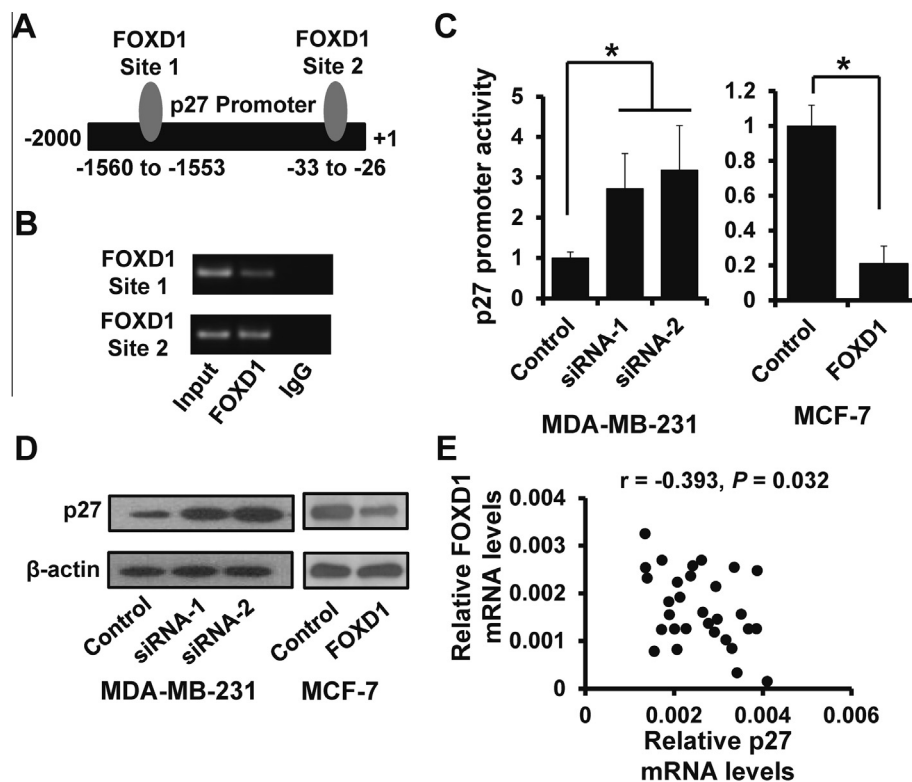 A
FOXD1
Site 1
FOXD1
Site 2
p27 Promoter
-2000
+1
-1560 to -1553
-33 to -26
B
FOXD1
Site 1
FOXD1
Site 2
Input
FOXD1
IgG
C
p27 promoter activity
*
5
4
3
2
1
0
Control
siRNA-1
siRNA-2
MDA-MB-231
*
1.2
1
0.8
0.6
0.4
0.2
0
Control
FOXD1
MCF-7
D
p27
β-actin
Control
siRNA-1
siRNA-2
MDA-MB-231
Control
FOXD1
MCF-7
E
r = -0.393, P = 0.032
Relative FOXD1
mRNA levels
0.004
0.003
0.002
0.001
0
0
0.002
0.004
0.006
Relative p27
mRNA levels